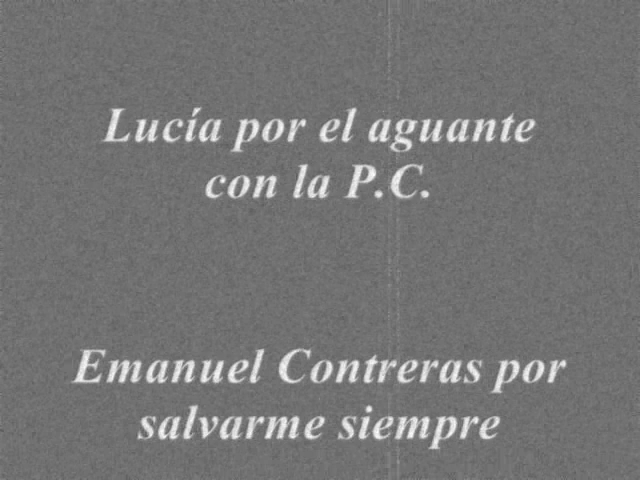 Lucía por el aguante
con la P.C.
Emanuel Contreras por
salvarme siempre